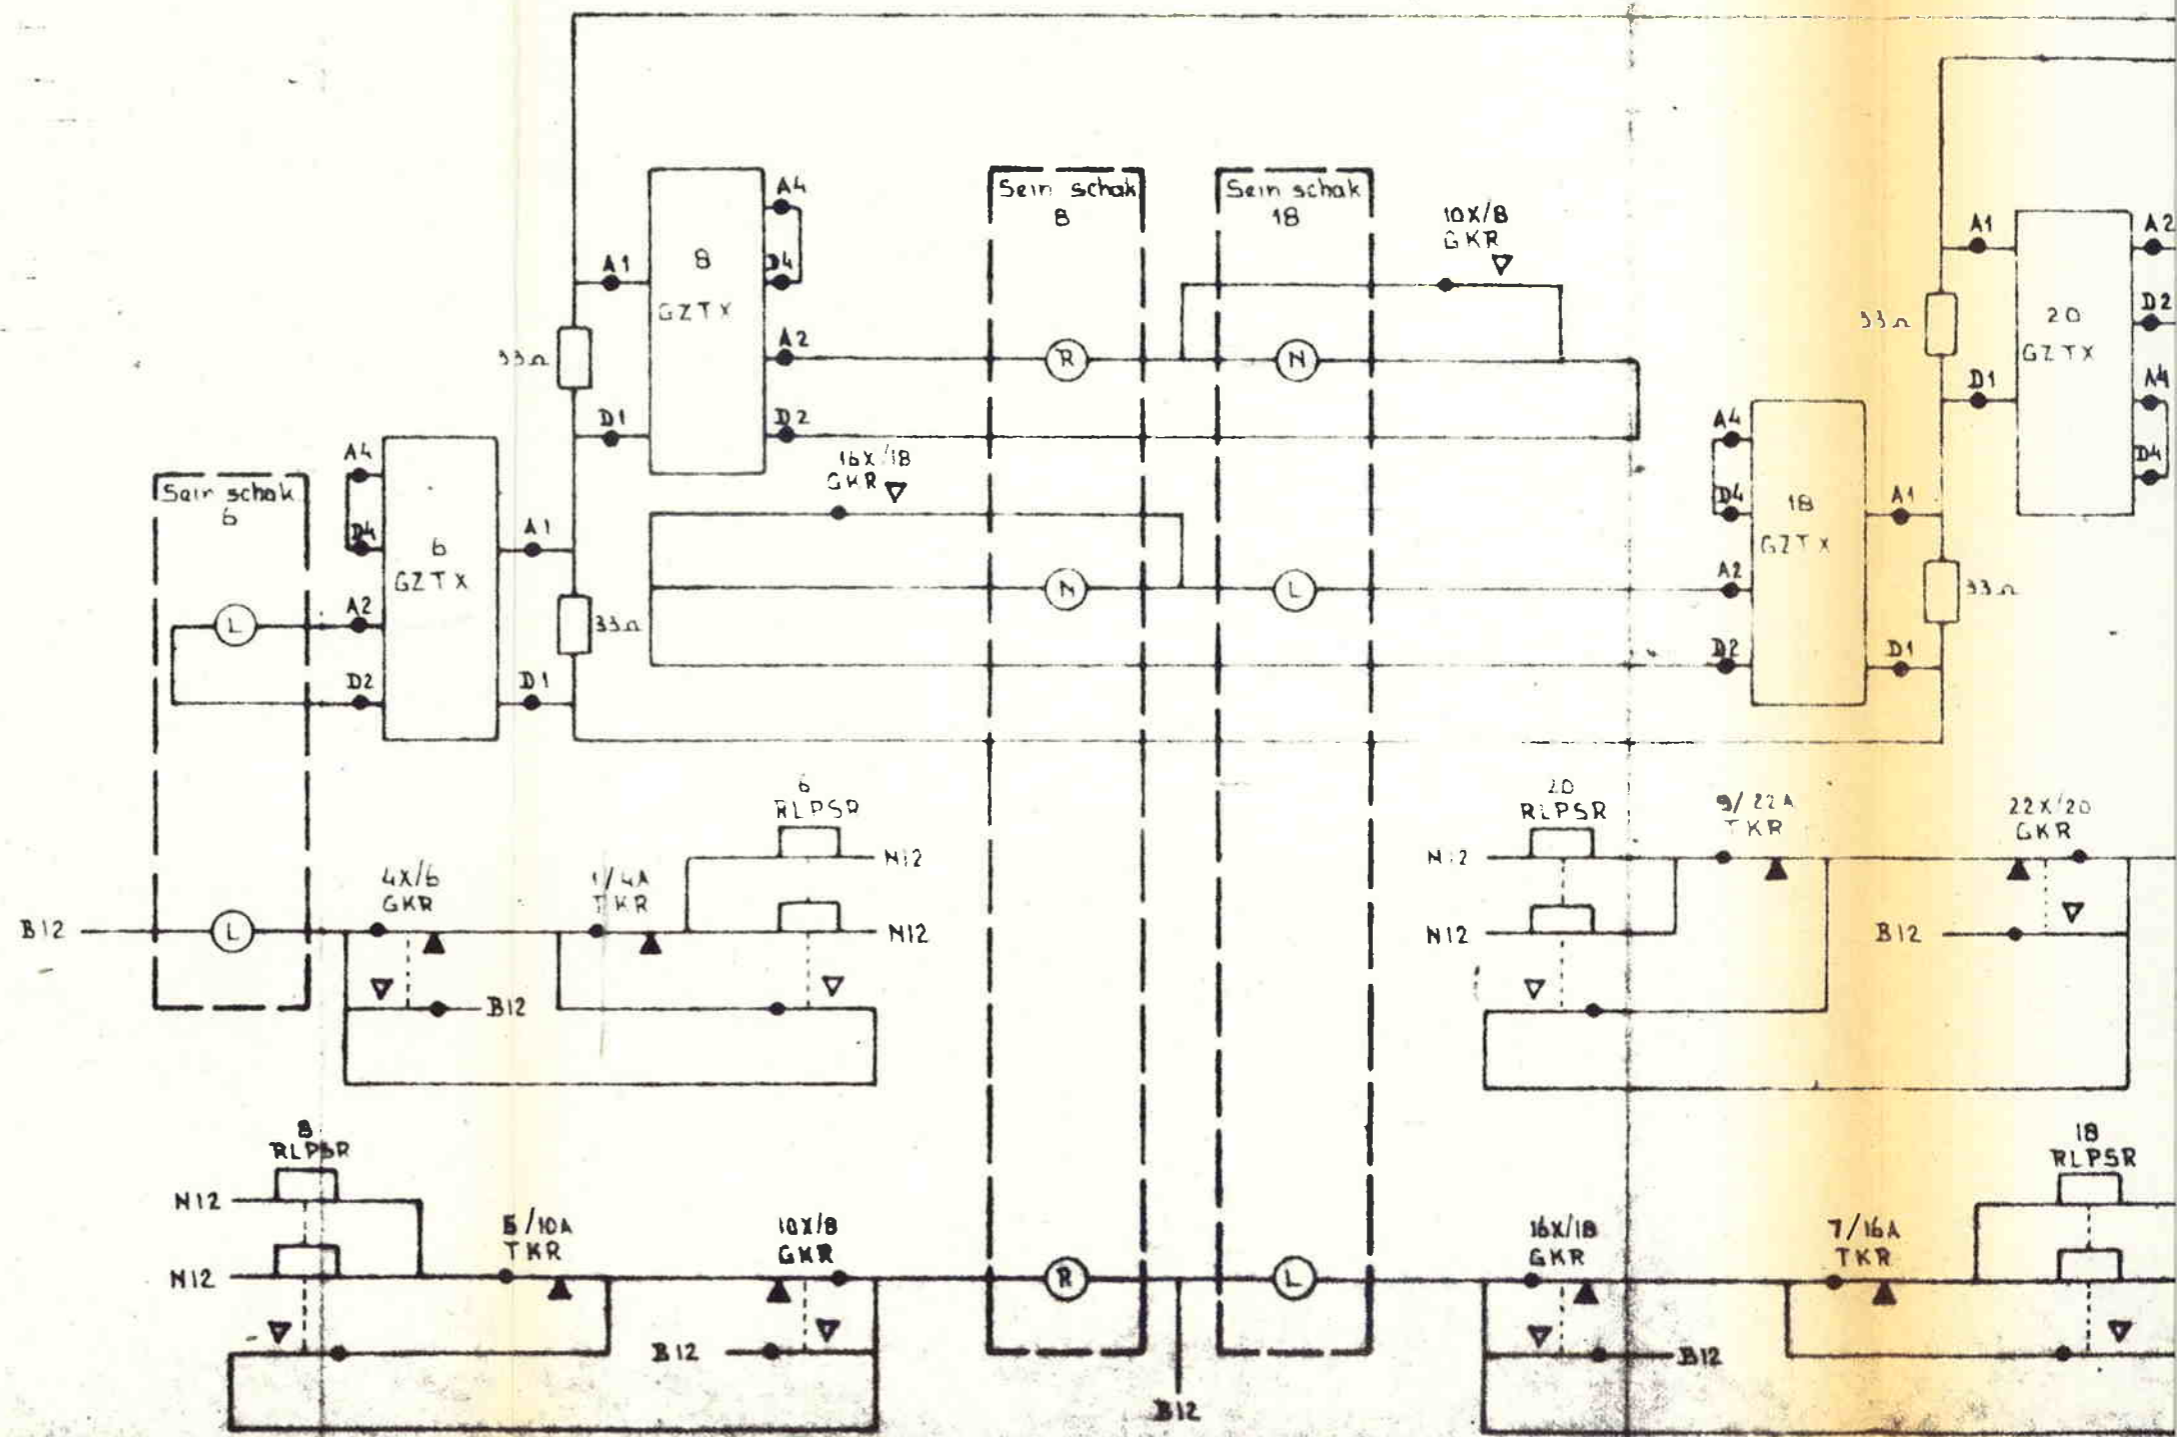 A4
Sein schak
8
Sein schak
18
10X/8
GKR
A1
8
D4
GZTX
A1
A2
20
33Ω
A2
R
N
33Ω
GZTX
D2
D1
A4
D1
D2
A4
D4
16X/18
GKR
A4
Sein schak
6
D4
A1
6
GZTX
D4
18
A1
GZTX
A2
L
33Ω
N
L
A2
33Ω
D2
D1
D2
D1
6
RLPSR
N12
20
RLPSR
N12
9/22A
TKR
22X/20
GKR
4X/6
GKR
1/4A
TKR
B12
L
N12
N12
B12
B12
8
RLPSR
N12
18
RLPSR
5/10A
TKR
10X/8
GKR
16X/18
GKR
7/16A
TKR
N12
R
L
B12
B12
B12